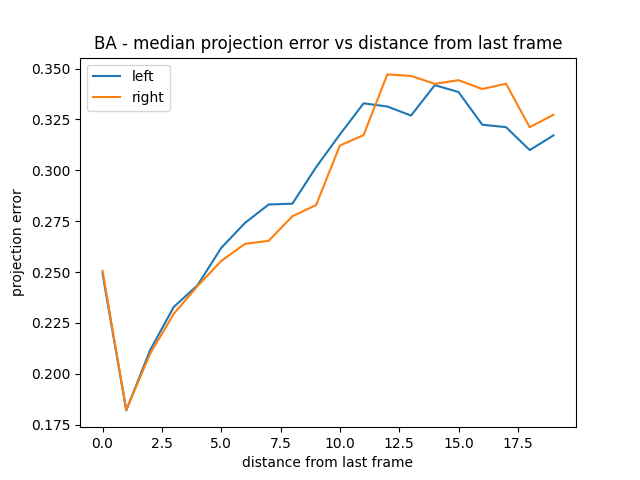 BA - median projection error vs distance from last frame
left
right
0.350
0.325
0.300
0.275
0.250
0.225
0.200
0.175
projection error
0.0 2.5 5.0 7.5 10.0 12.5 15.0 17.5
distance from last frame